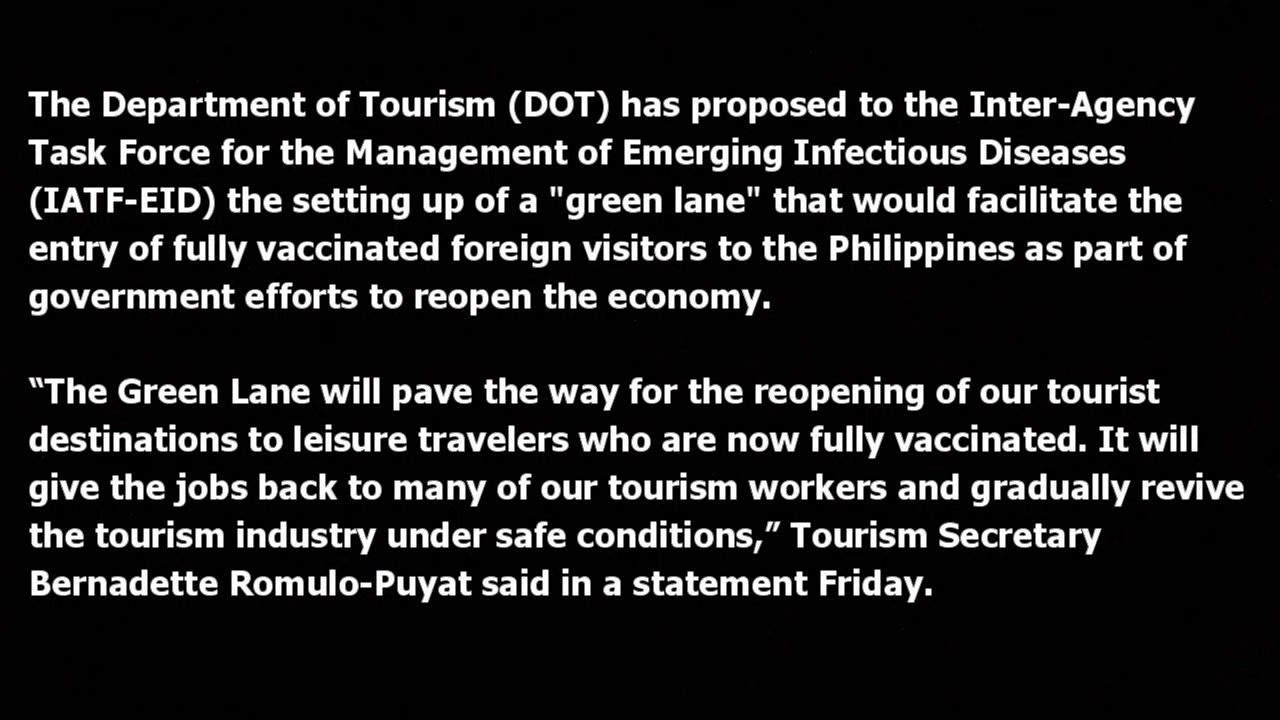 The Department of Tourism (DOT) has proposed to the Inter-Agency
Task Force for the Management of Emerging Infectious Diseases
(IATF-EID) the setting up of a "green lane" that would facilitate the
entry of fully vaccinated foreign visitors to the Philippines as part of
government efforts to reopen the economy.
“The Green Lane will pave the way for the reopening of our tourist
destinations to leisure travelers who are now fully vaccinated. It will
give the jobs back to many of our tourism workers and gradually revive
the tourism industry under safe conditions,” Tourism Secretary
Bernadette Romulo-Puyat said in a statement Friday.